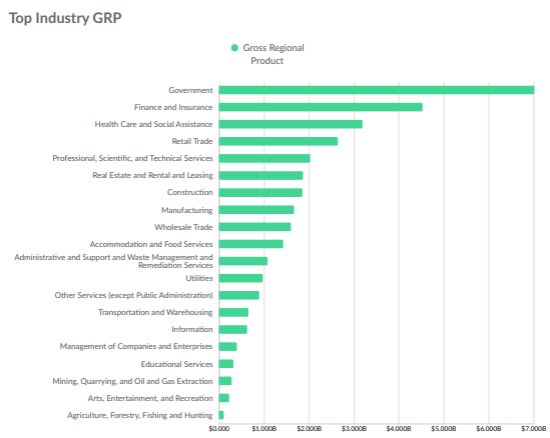 Top Industry GRP
Gross Regional
Product
Government
Finance and Insurance
Health Care and Social Assistance
Retail Trade
Professional, Scientific, and Technical Services
Real Estate and Rental and Leasing
Construction
Manufacturing
Wholesale Trade
Accommodation and Food Services
Administrative and Support and Waste Management and
Remediation Services
Utilities
Other Services (except Public Administration)
Transportation and Warehousing
Information
Management of Companies and Enterprises
Educational Services
Mining, Quarrying, and Oil and Gas Extraction
Arts, Entertainment, and Recreation
Agriculture, Forestry, Fishing and Hunting
$0.000 $1.000B $2.000B $3.000B $4.000B $5.000B $6.000B $7.000B